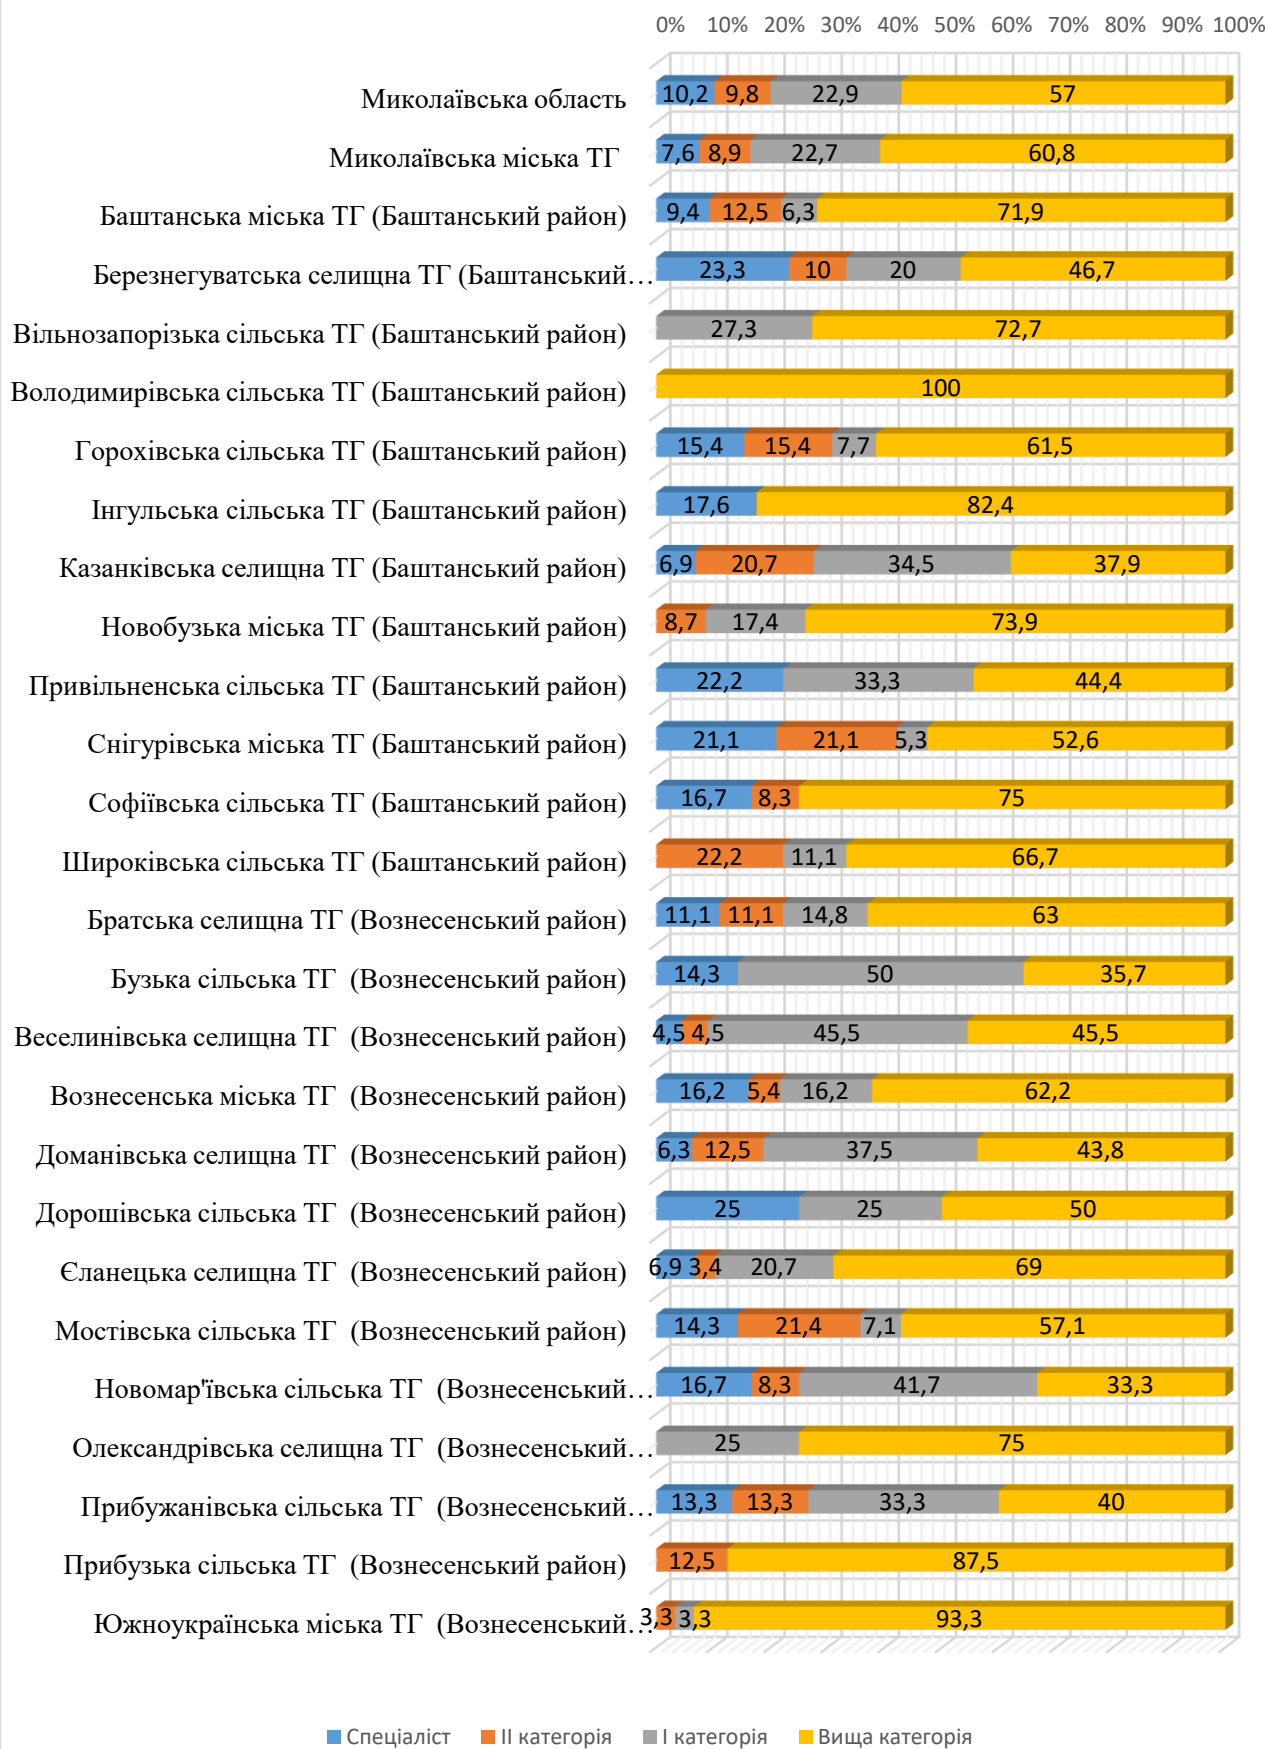 0% 10% 20% 30% 40% 50% 60% 70% 80% 90% 100%
Миколаївська область 10,2 9,8 22,9 57
Миколаївська міська ТГ 7,6 8,9 22,7 60,8
Баштанська міська ТГ (Баштанський район) 9,4 12,5 6,3 71,9
Березнегуватська селищна ТГ (Баштанський… 23,3 10 20 46,7
Вільнозапорізька сільська ТГ (Баштанський район) 27,3 72,7
Володимирівська сільська ТГ (Баштанський район) 100
Горохівська сільська ТГ (Баштанський район) 15,4 15,4 7,7 61,5
Інгульська сільська ТГ (Баштанський район) 17,6 82,4
Казанківська селищна ТГ (Баштанський район) 6,9 20,7 34,5 37,9
Новобузька міська ТГ (Баштанський район) 8,7 17,4 73,9
Привільненська сільська ТГ (Баштанський район) 22,2 33,3 44,4
Снігурівська міська ТГ (Баштанський район) 21,1 21,1 5,3 52,6
Софіївська сільська ТГ (Баштанський район) 16,7 8,3 75
Широківська сільська ТГ (Баштанський район) 22,2 11,1 66,7
Братська селищна ТГ (Вознесенський район) 11,1 11,1 14,8 63
Бузька сільська ТГ (Вознесенський район) 14,3 50 35,7
Веселинівська селищна ТГ (Вознесенський район) 4,5 4,5 45,5 45,5
Вознесенська міська ТГ (Вознесенський район) 16,2 5,4 16,2 62,2
Доманівська селищна ТГ (Вознесенський район) 6,3 12,5 37,5 43,8
Дорошівська сільська ТГ (Вознесенський район) 25 25 50
Єланецька селищна ТГ (Вознесенський район) 6,9 3,4 20,7 69
Мостівська сільська ТГ (Вознесенський район) 14,3 21,4 7,1 57,1
Новомар'ївська сільська ТГ (Вознесенський… 16,7 8,3 41,7 33,3
Олександрівська селищна ТГ (Вознесенський… 25 75
Прибужанівська сільська ТГ (Вознесенський… 13,3 13,3 33,3 40
Прибузька сільська ТГ (Вознесенський район) 12,5 87,5
Южноукраїнська міська ТГ (Вознесенський… 3,3 3,3 93,3
Спеціаліст ІІ категорія І категорія Вища категорія